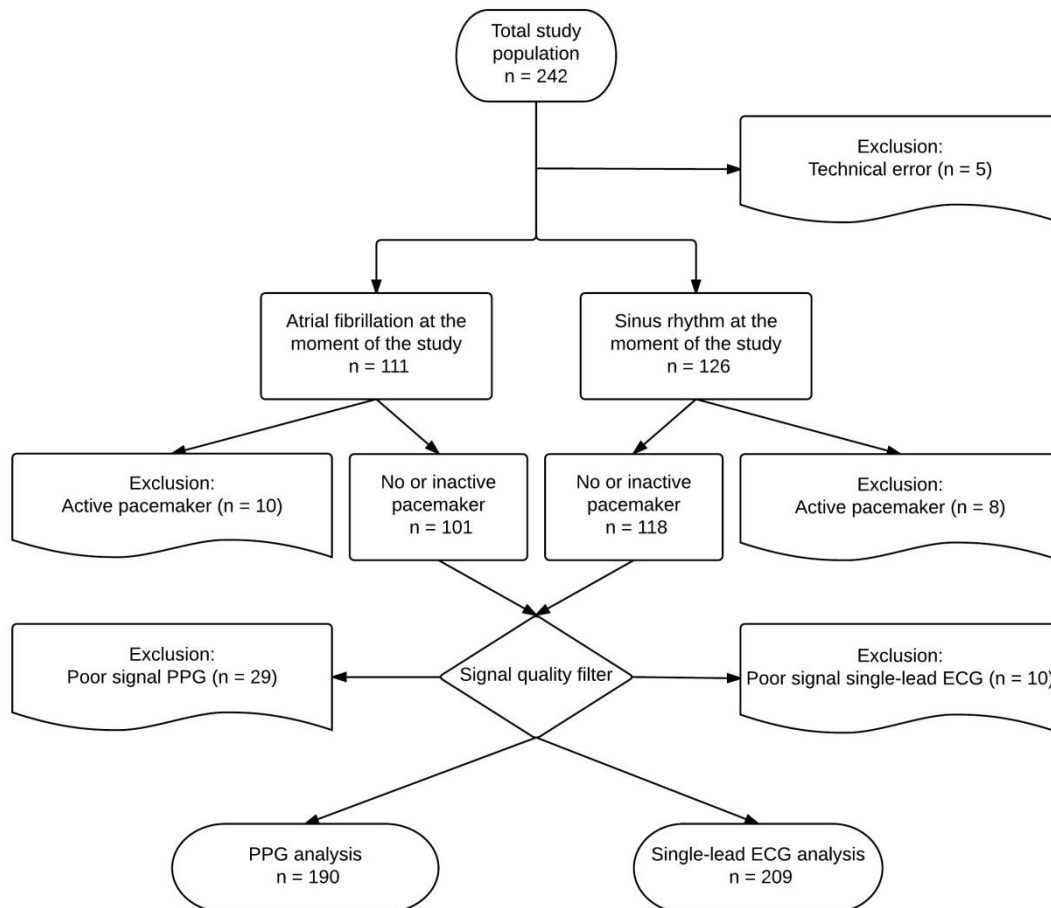 Total study
population
n = 242
Exclusion:
Technical error (n = 5)
Atrial fibrillation at the
moment of the study
n = 111
Sinus rhythm at the
moment of the study
n = 126
Exclusion:
Active pacemaker (n = 10)
No or inactive
pacemaker
n = 101
No or inactive
pacemaker
n = 118
Exclusion:
Active pacemaker (n = 8)
Exclusion:
Poor signal PPG (n = 29)
Signal quality filter
Exclusion:
Poor signal single-lead ECG (n = 10)
PPG analysis
n = 190
Single-lead ECG analysis
n = 209